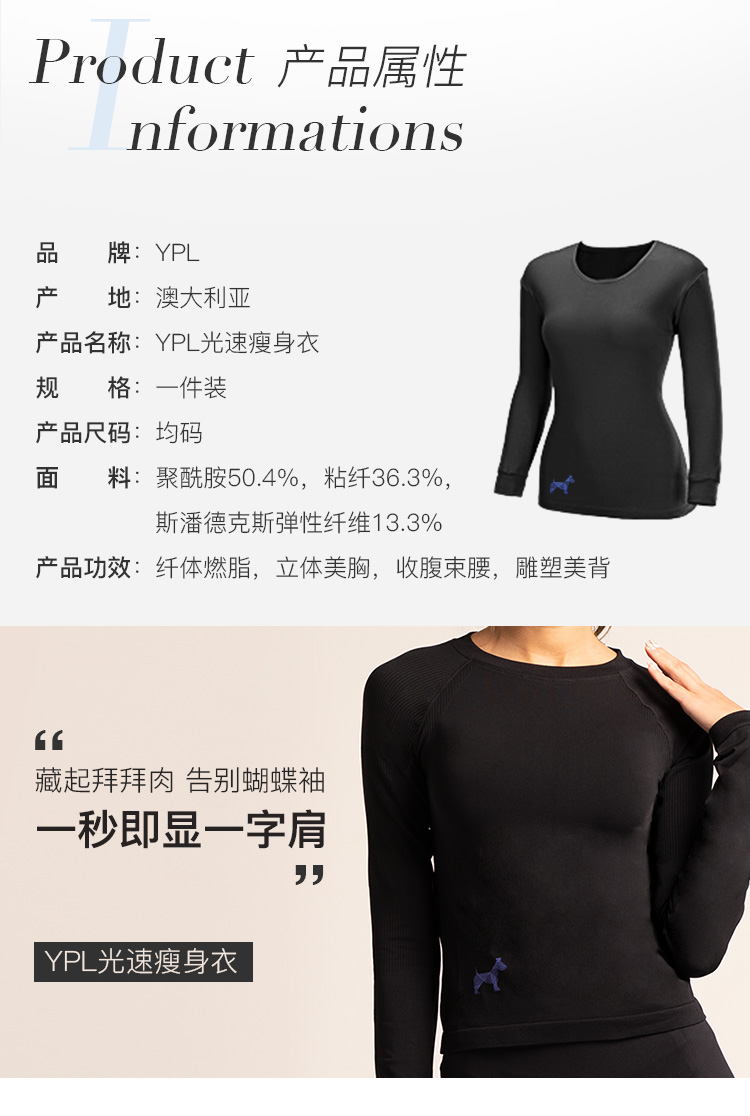 Product 产品属性
Informations
品牌：YPL
产地：澳大利亚
产品名称：YPL光速瘦身衣
规格：一件装
产品尺码：均码
面料：聚酰胺50.4%，粘纤36.3%，
斯潘德克斯弹性纤维13.3%
产品功效：纤体燃脂，立体美胸，收腹束腰，雕塑美背
“
藏起拜拜肉 告别蝴蝶袖
一秒即显一字肩
”
YPL光速瘦身衣